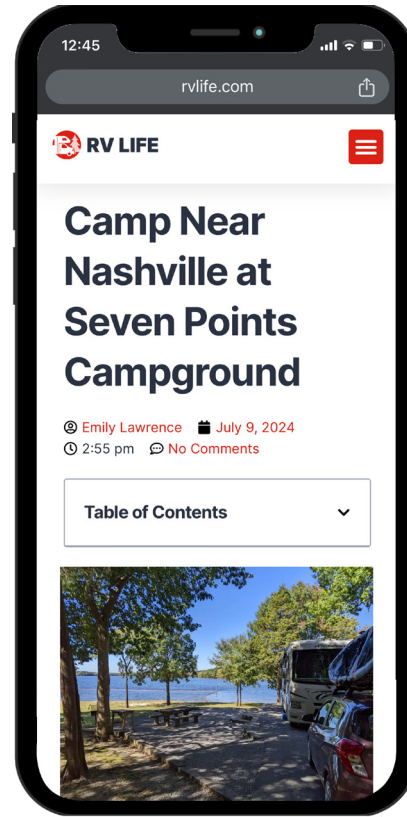 12:45
rvlife.com
RV LIFE
Camp Near
Nashville at
Seven Points
Campground
Emily Lawrence July 9, 2024
2:55 pm No Comments
Table of Contents